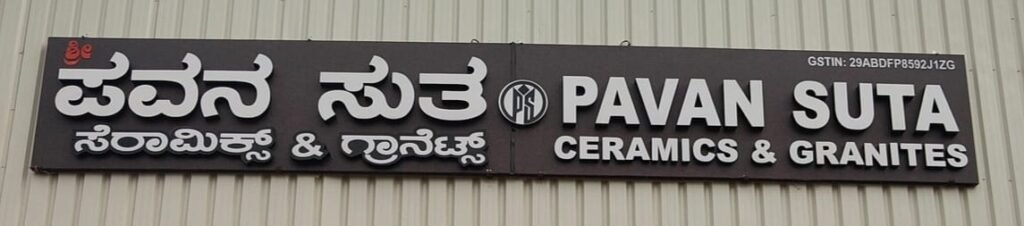 ಶ್ರೀ
ಪವನ ಸುತ
ಸೆರಾಮಿಕ್ಸ್ & ಗ್ರಾನೆಟ್ಸ್
PS
GSTIN: 29ABDFP8592J1ZG
PAVAN SUTA
CERAMICS & GRANITES